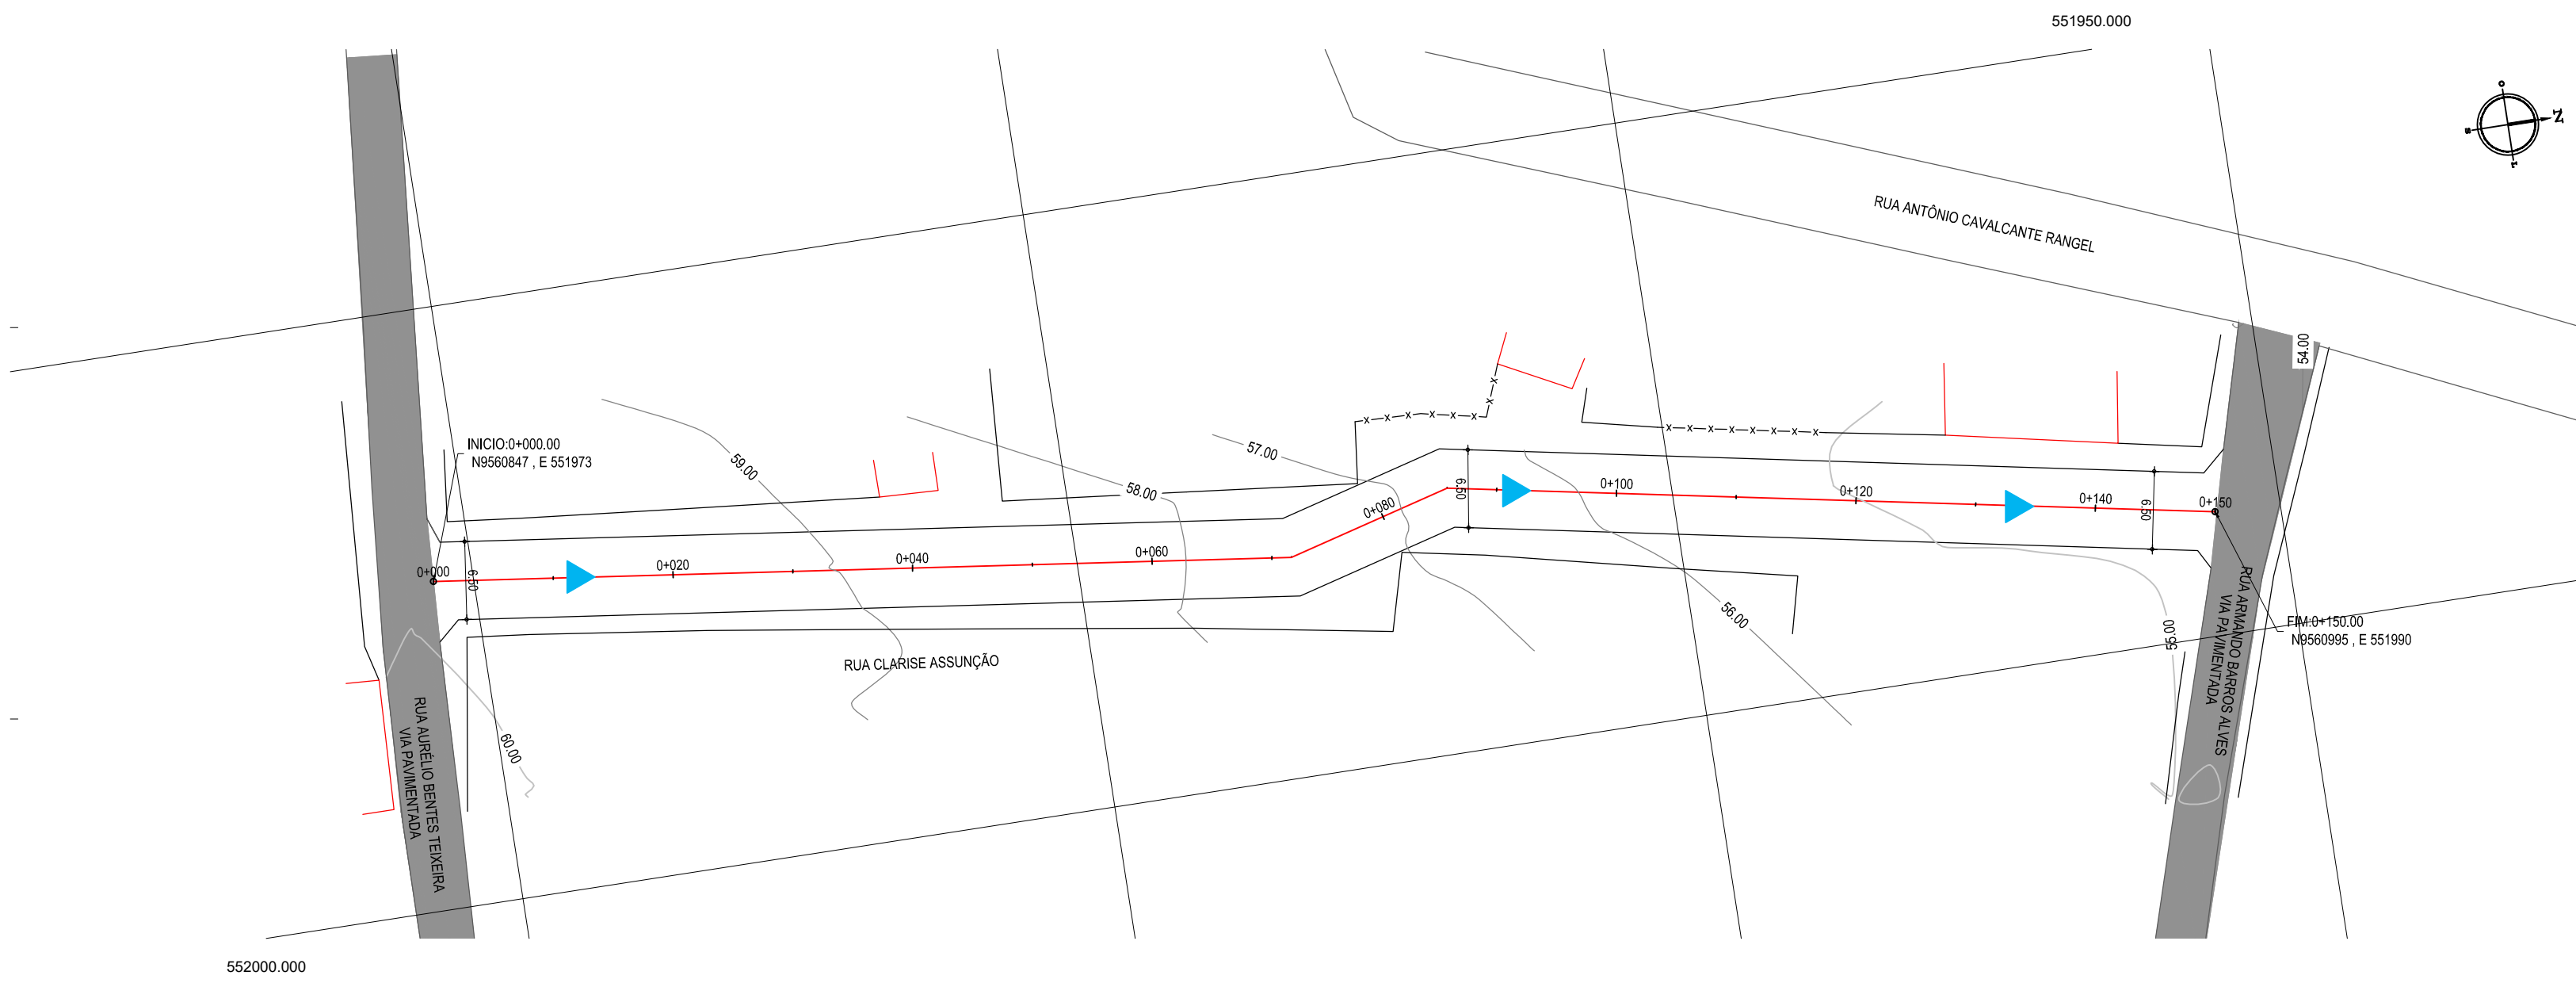 551950.000
O
N
S
L
RUA ANTÔNIO CAVALCANTE RANGEL
54.00
INICIO:0+000.00
N9560847 , E 551973
59.00
58.00
57.00
6.50
0+000
6.50
0+020
0+040
0+060
0+080
0+100
0+120
0+140
6.50
0+150
x x x x x x x x
x x x x x x x x
56.00
55.00
FIM:0+150.00
N9560995 , E 551990
RUA ARMANDO BARROS ALVES
VIA PAVIMENTADA
RUA CLARISE ASSUNÇÃO
60.00
RUA AURÉLIO BENTES TEIXEIRA
VIA PAVIMENTADA
552000.000